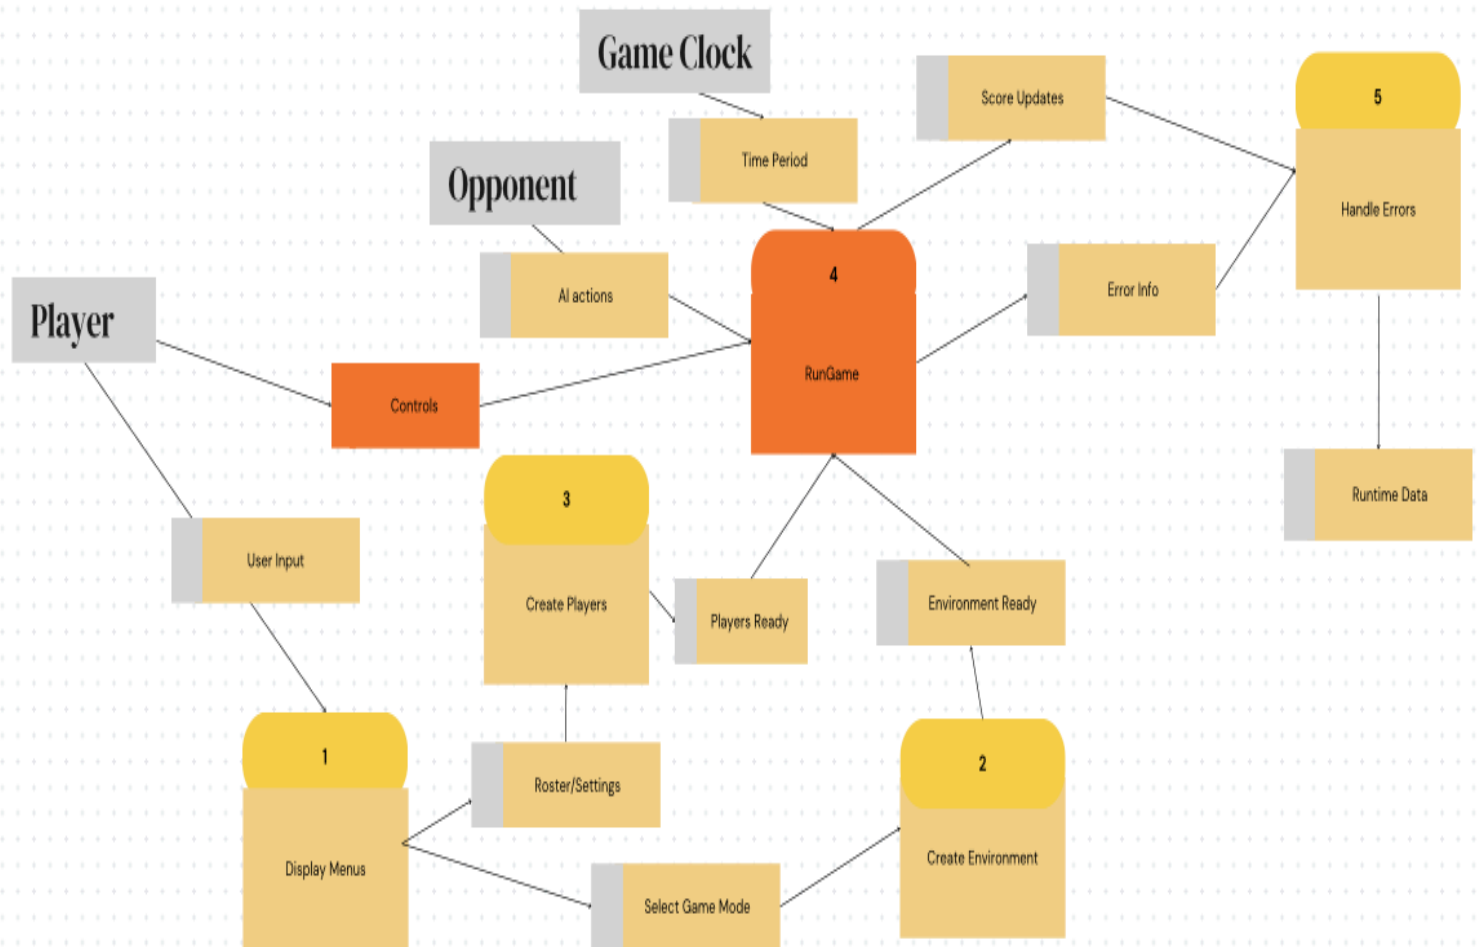 Game Clock
Score Updates
5
Time Period
Opponent
Handle Errors
4
AI actions
Error Info
Player
RunGame
Controls
3
Runtime Data
User Input
Create Players
Environment Ready
Players Ready
1
2
Roster/Settings
Create Environment
Display Menus
Select Game Mode